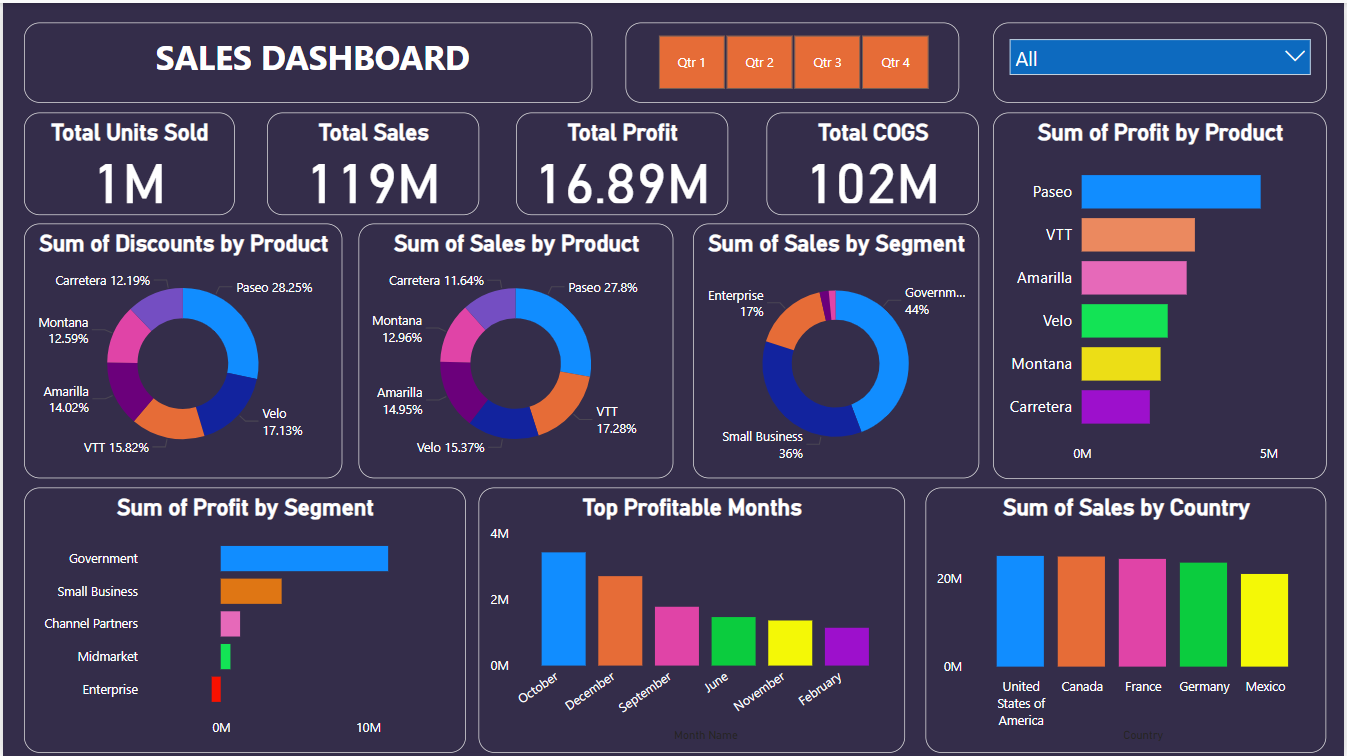 SALES DASHBOARD
Qtr 1
Qtr 2
Qtr 3
Qtr 4
All
Total Units Sold
1M
Total Sales
119M
Total Profit
16.89M
Total COGS
102M
Sum of Profit by Product
Paseo
VTT
Amarilla
Velo
Montana
Carretera
0M
5M
Sum of Discounts by Product
Carretera 12.19%
Paseo 28.25%
Montana
12.59%
Amarilla
14.02%
VTT 15.82%
Velo
17.13%
Sum of Sales by Product
Carretera 11.64%
Paseo 27.8%
Montana
12.96%
Amarilla
14.95%
Velo 15.37%
VTT
17.28%
Sum of Sales by Segment
Enterprise
17%
Governm...
44%
Small Business
36%
Sum of Profit by Segment
Government
Small Business
Channel Partners
Midmarket
Enterprise
0M
10M
Top Profitable Months
4M
2M
0M
October
December
September
June
November
February
Month Name
Sum of Sales by Country
20M
0M
United
States of
America
Canada
France
Germany
Mexico
Country